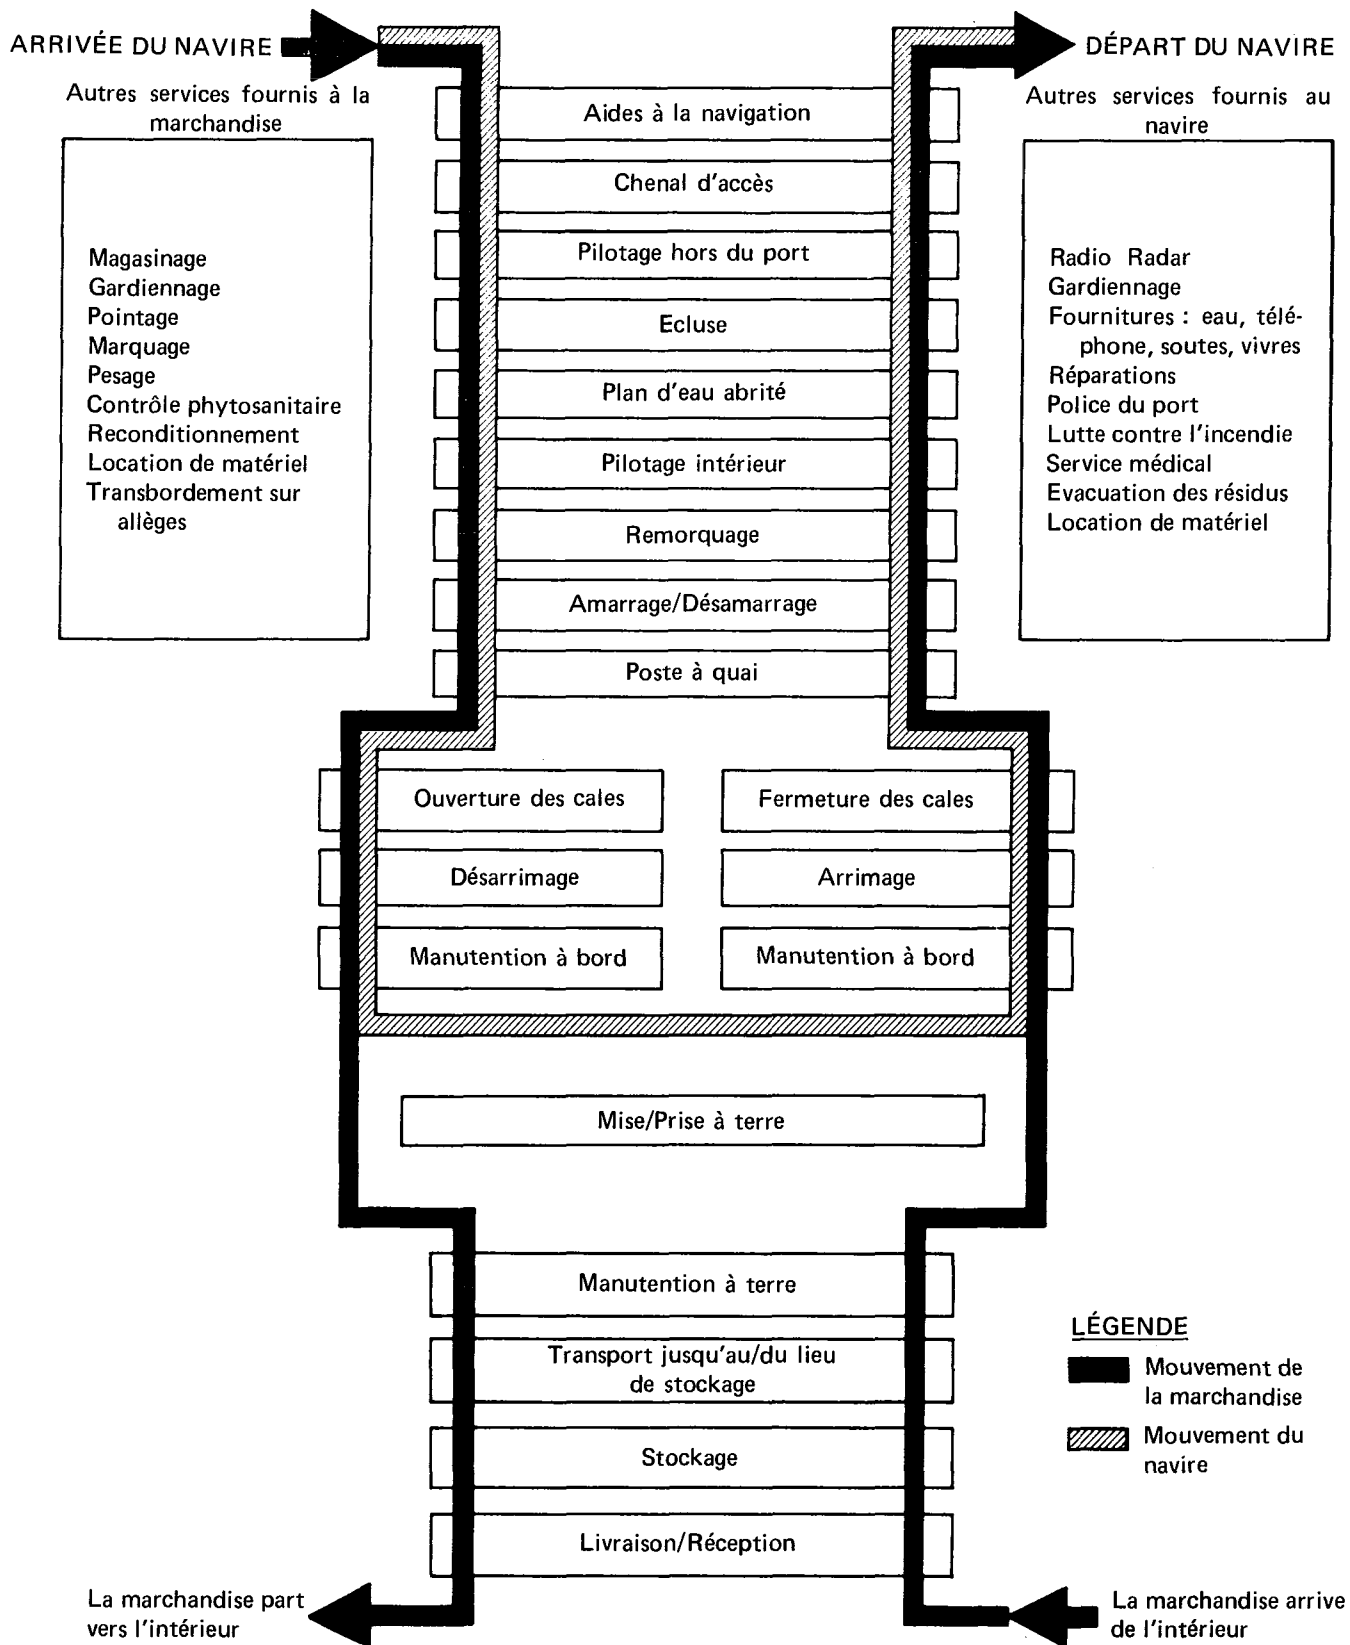 ARRIVÉE DU NAVIRE
DÉPART DU NAVIRE
Autres services fournis à la
marchandise
Magasinage
Gardiennage
Pointage
Marquage
Pesage
Contrôle phytosanitaire
Reconditionnement
Location de matériel
Transbordement sur
allèges
Aides à la navigation
Chenal d'accès
Pilotage hors du port
Ecluse
Plan d'eau abrité
Pilotage intérieur
Remorquage
Amarrage/Désamarrage
Poste à quai
Autres services fournis au
navire
Radio Radar
Gardiennage
Fournitures : eau, télé-
phone, soutes, vivres
Réparations
Police du port
Lutte contre l'incendie
Service médical
Evacuation des résidus
Location de matériel
Ouverture des cales
Fermeture des cales
Désarrimage
Arrimage
Manutention à bord
Manutention à bord
Mise/Prise à terre
Manutention à terre
Transport jusqu'au/du lieu
de stockage
Stockage
Livraison/Réception
LÉGENDE
Mouvement de
la marchandise
Mouvement du
navire
La marchandise part
vers l'intérieur
La marchandise arrive
de l'intérieur